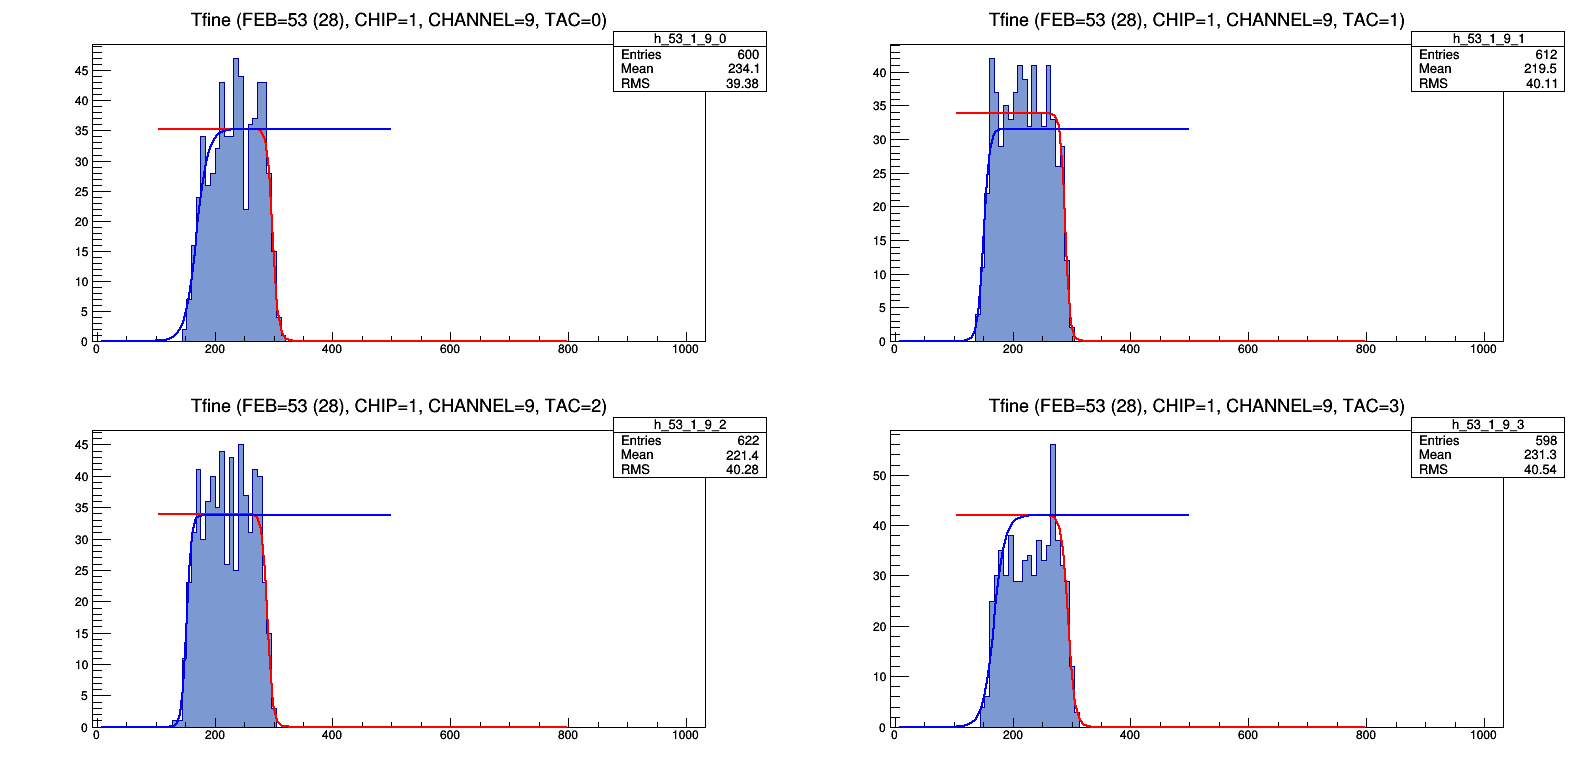 Tfine (FEB=53 (28), CHIP=1, CHANNEL=9, TAC=0)
h_53_1_9_0
Entries 600
Mean 234.1
RMS 39.38
45
40
35
30
25
20
15
10
5
0
0 200 400 600 800 1000
Tfine (FEB=53 (28), CHIP=1, CHANNEL=9, TAC=1)
h_53_1_9_1
Entries 612
Mean 219.5
RMS 40.11
40
35
30
25
20
15
10
5
0
0 200 400 600 800 1000
Tfine (FEB=53 (28), CHIP=1, CHANNEL=9, TAC=2)
h_53_1_9_2
Entries 622
Mean 221.4
RMS 40.28
45
40
35
30
25
20
15
10
5
0
0 200 400 600 800 1000
Tfine (FEB=53 (28), CHIP=1, CHANNEL=9, TAC=3)
h_53_1_9_3
Entries 598
Mean 231.3
RMS 40.54
50
40
30
20
10
0
0 200 400 600 800 1000